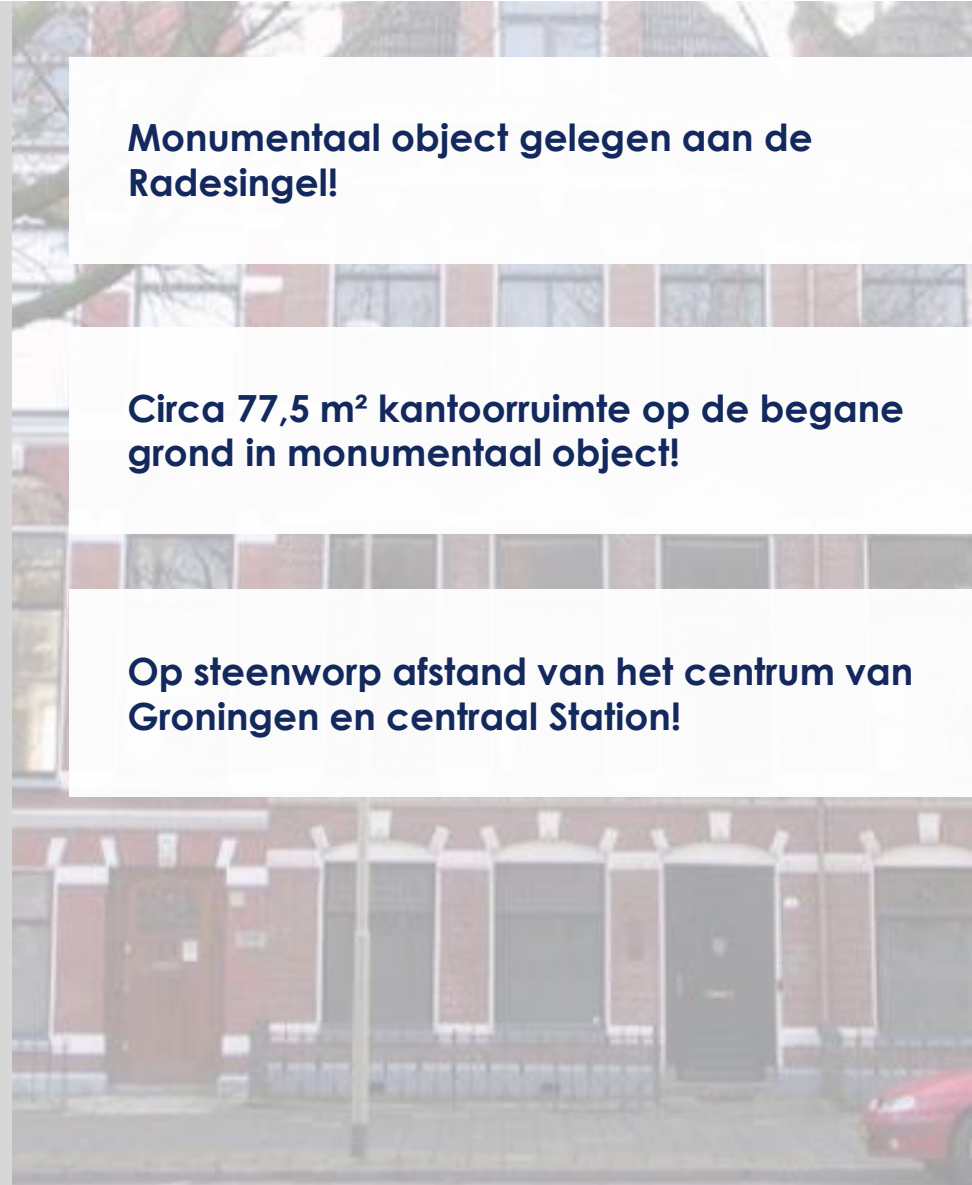 Monumentaal object gelegen aan de
Radesingel!
Circa 77,5 m² kantoorruimte op de begane
grond in monumentaal object!
Op steenworp afstand van het centrum van
Groningen en centraal Station!